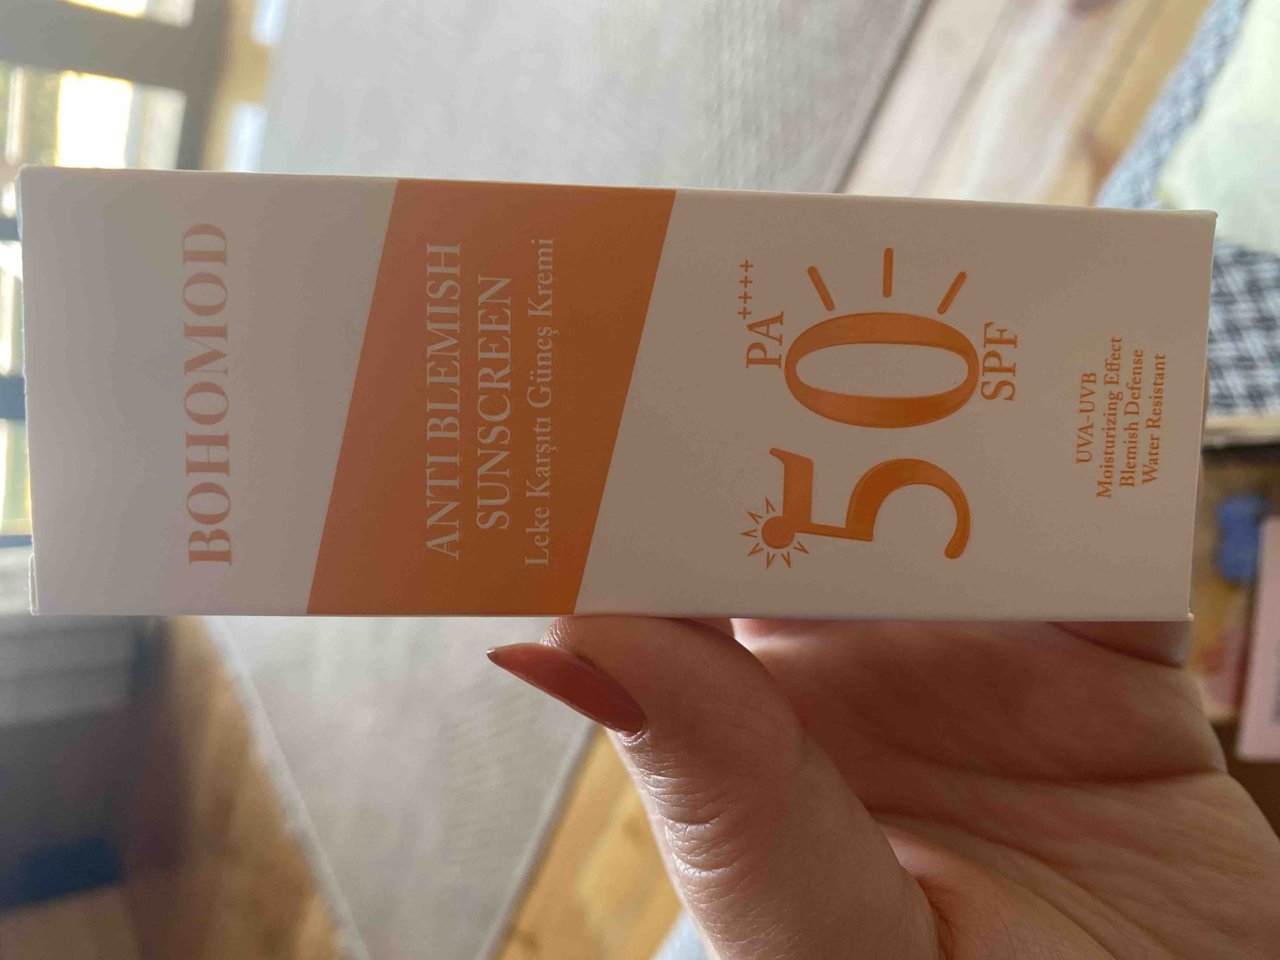 BOHOMOD
ANTI BLEMISH
SUNSCREEN
Leke Karşıtı Güneş Kremi
PA++++
50
SPF
UVA-UVB
Moisturizing Effect
Blemish Defense
Water Resistant